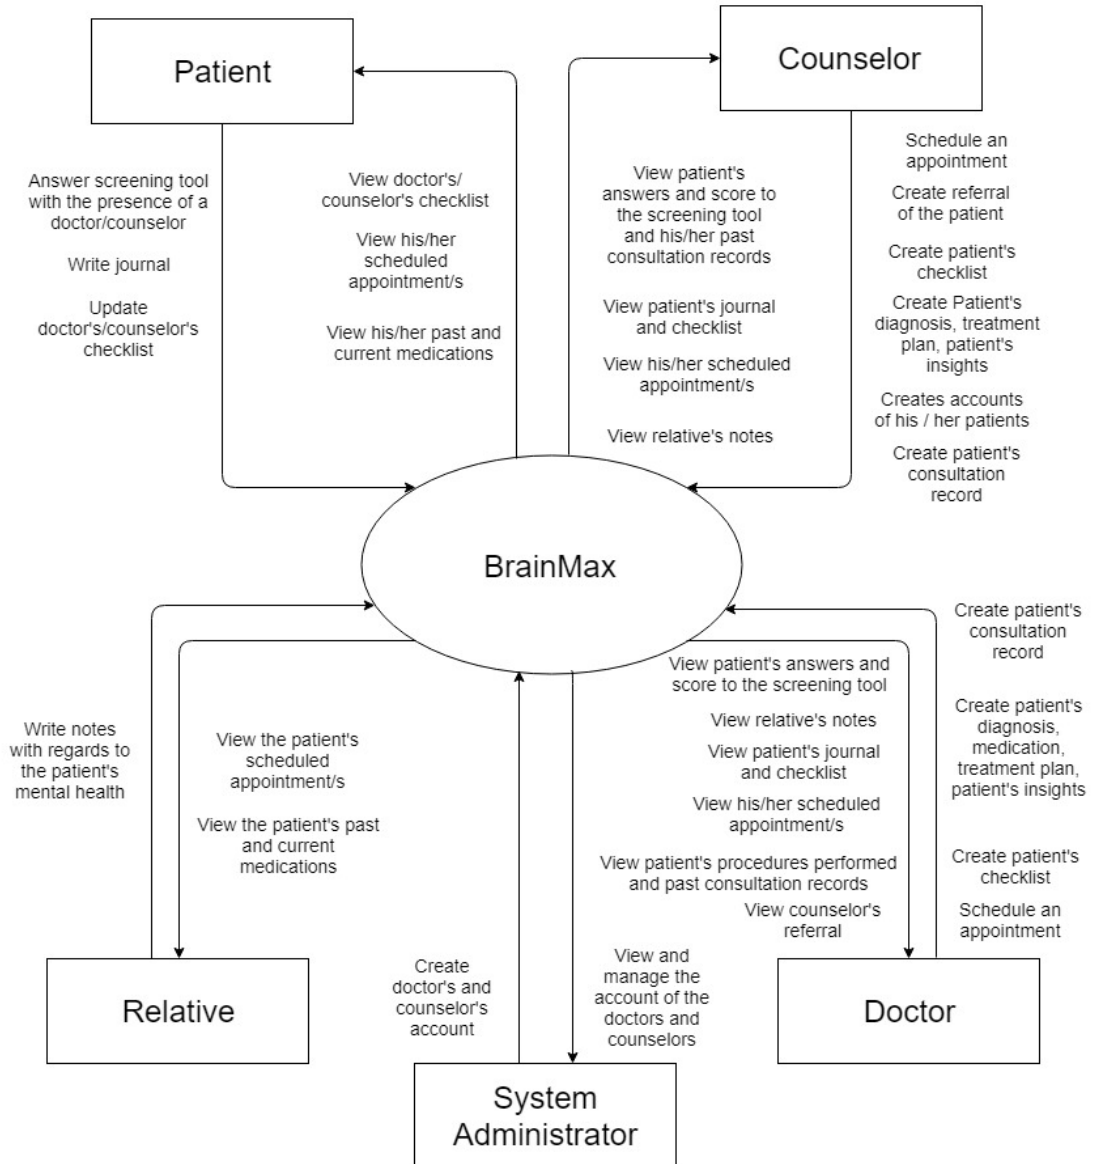 Patient
Counselor
Answer screening tool
with the presence of a
doctor/counselor
Write journal
Update
doctor's/counselor's
checklist
View doctor's/
counselor's checklist
View his/her
scheduled
appointment/s
View his/her past and
current medications
View patient's
answers and score to
the screening tool
and his/her past
consultation records
View patient's journal
and checklist
View his/her scheduled
appointment/s
View relative's notes
Schedule an
appointment
Create referral
of the patient
Create patient's
checklist
Create Patient's
diagnosis, treatment
plan, patient's
insights
Creates accounts
of his / her patients
Create patient's
consultation
record
BrainMax
Write notes
with regards to
the patient's
mental health
View the patient's
scheduled
appointment/s
View the patient's past
and current
medications
View patient's answers and
score to the screening tool
View relative's notes
View patient's journal
and checklist
View his/her scheduled
appointment/s
View patient's procedures performed
and past consultation records
View counselor's
referral
Create patient's
consultation
record
Create patient's
diagnosis,
medication,
treatment plan,
patient's insights
Create patient's
checklist
Schedule an
appointment
Relative
Create
doctor's and
counselor's
account
View and
manage the
account of the
doctors and
counselors
Doctor
System
Administrator